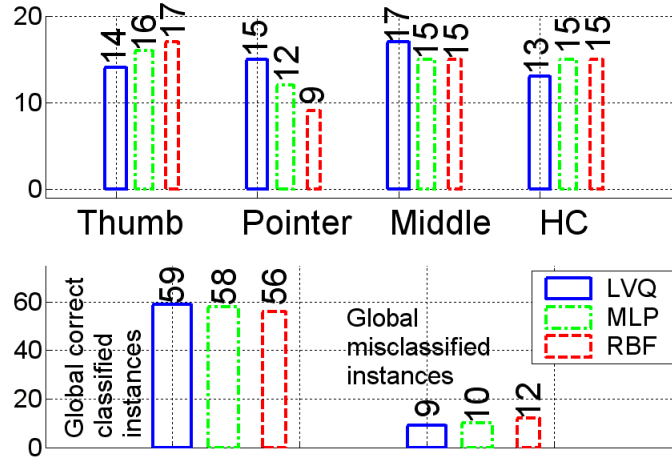 20
10
0
14
16
17
15
12
9
17
15
15
13
15
15
Thumb
Pointer
Middle
HC
60
40
20
0
Global correct
classified
instances
59
58
56
Global
misclassified
instances
9
10
12
LVQ
MLP
RBF